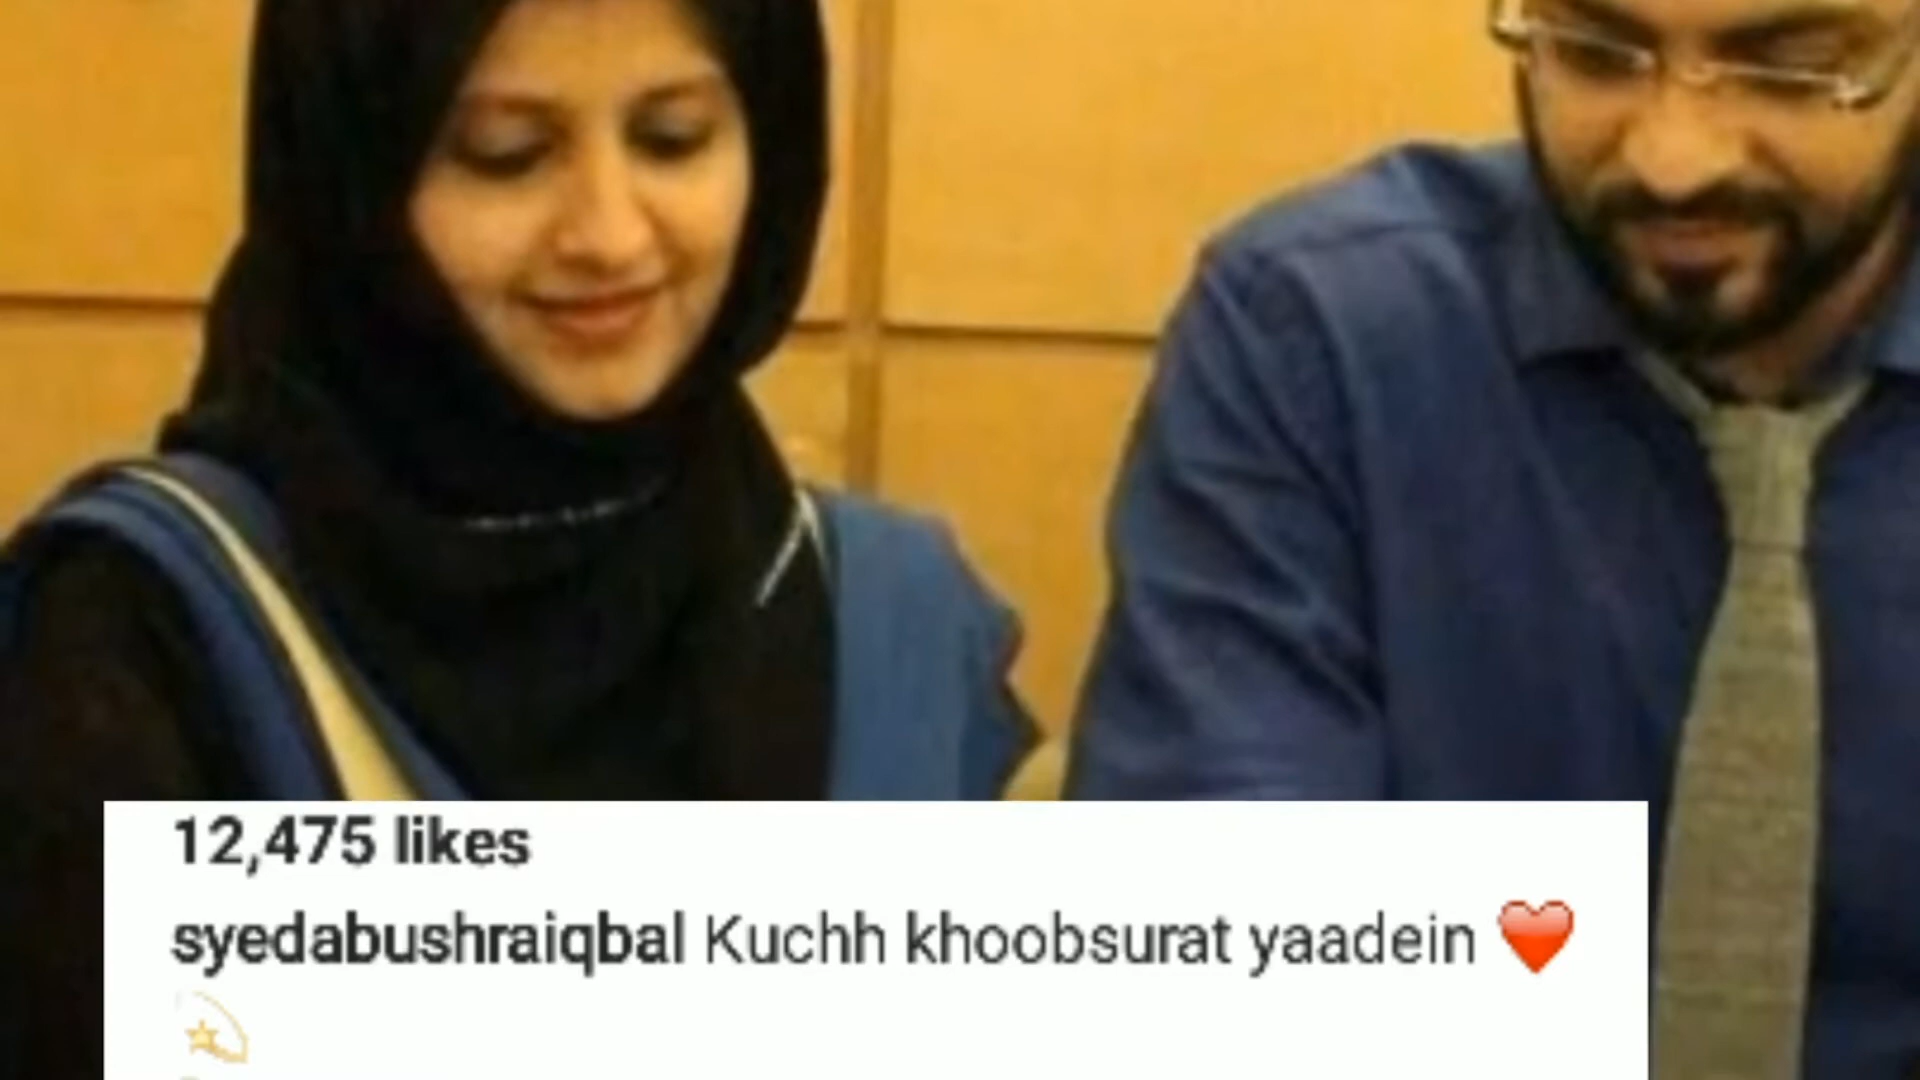 12,475 likes
syedabushraiqbal Kuchh khoobsurat yaadein ❤️
💫